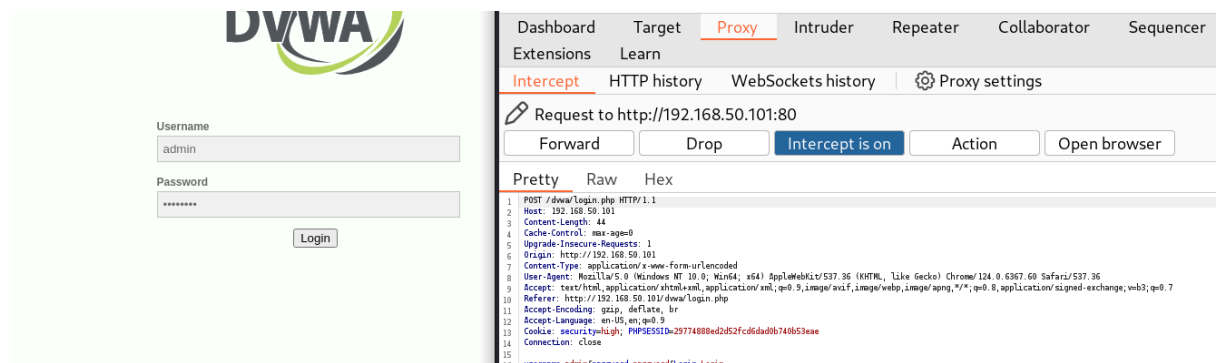 DVWA
Username
admin
Password
••••••••
Login
Dashboard Target Proxy Intruder Repeater Collaborator Sequencer
Extensions Learn
Intercept HTTP history WebSockets history Proxy settings
Request to http://192.168.50.101:80
Forward Drop Intercept is on Action Open browser
Pretty Raw Hex
1 POST /dvwa/login.php HTTP/1.1
2 Host: 192.168.50.101
3 Content-Length: 44
4 Cache-Control: max-age=0
5 Upgrade-Insecure-Requests: 1
6 Origin: http://192.168.50.101
7 Content-Type: application/x-www-form-urlencoded
8 User-Agent: Mozilla/5.0 (Windows NT 10.0; Win64; x64) AppleWebKit/537.36 (KHTML, like Gecko) Chrome/124.0.6367.60 Safari/537.36
9 Accept: text/html,application/xhtml+xml,application/xml;q=0.9,image/avif,image/webp,image/apng,*/*;q=0.8,application/signed-exchange;v=b3;q=0.7
10 Referer: http://192.168.50.101/dvwa/login.php
11 Accept-Encoding: gzip, deflate, br
12 Accept-Language: en-US,en;q=0.9
13 Cookie: security=high; PHPSESSID=29774888ed2d52fcd6dad0b740b53eae
14 Connection: close
15